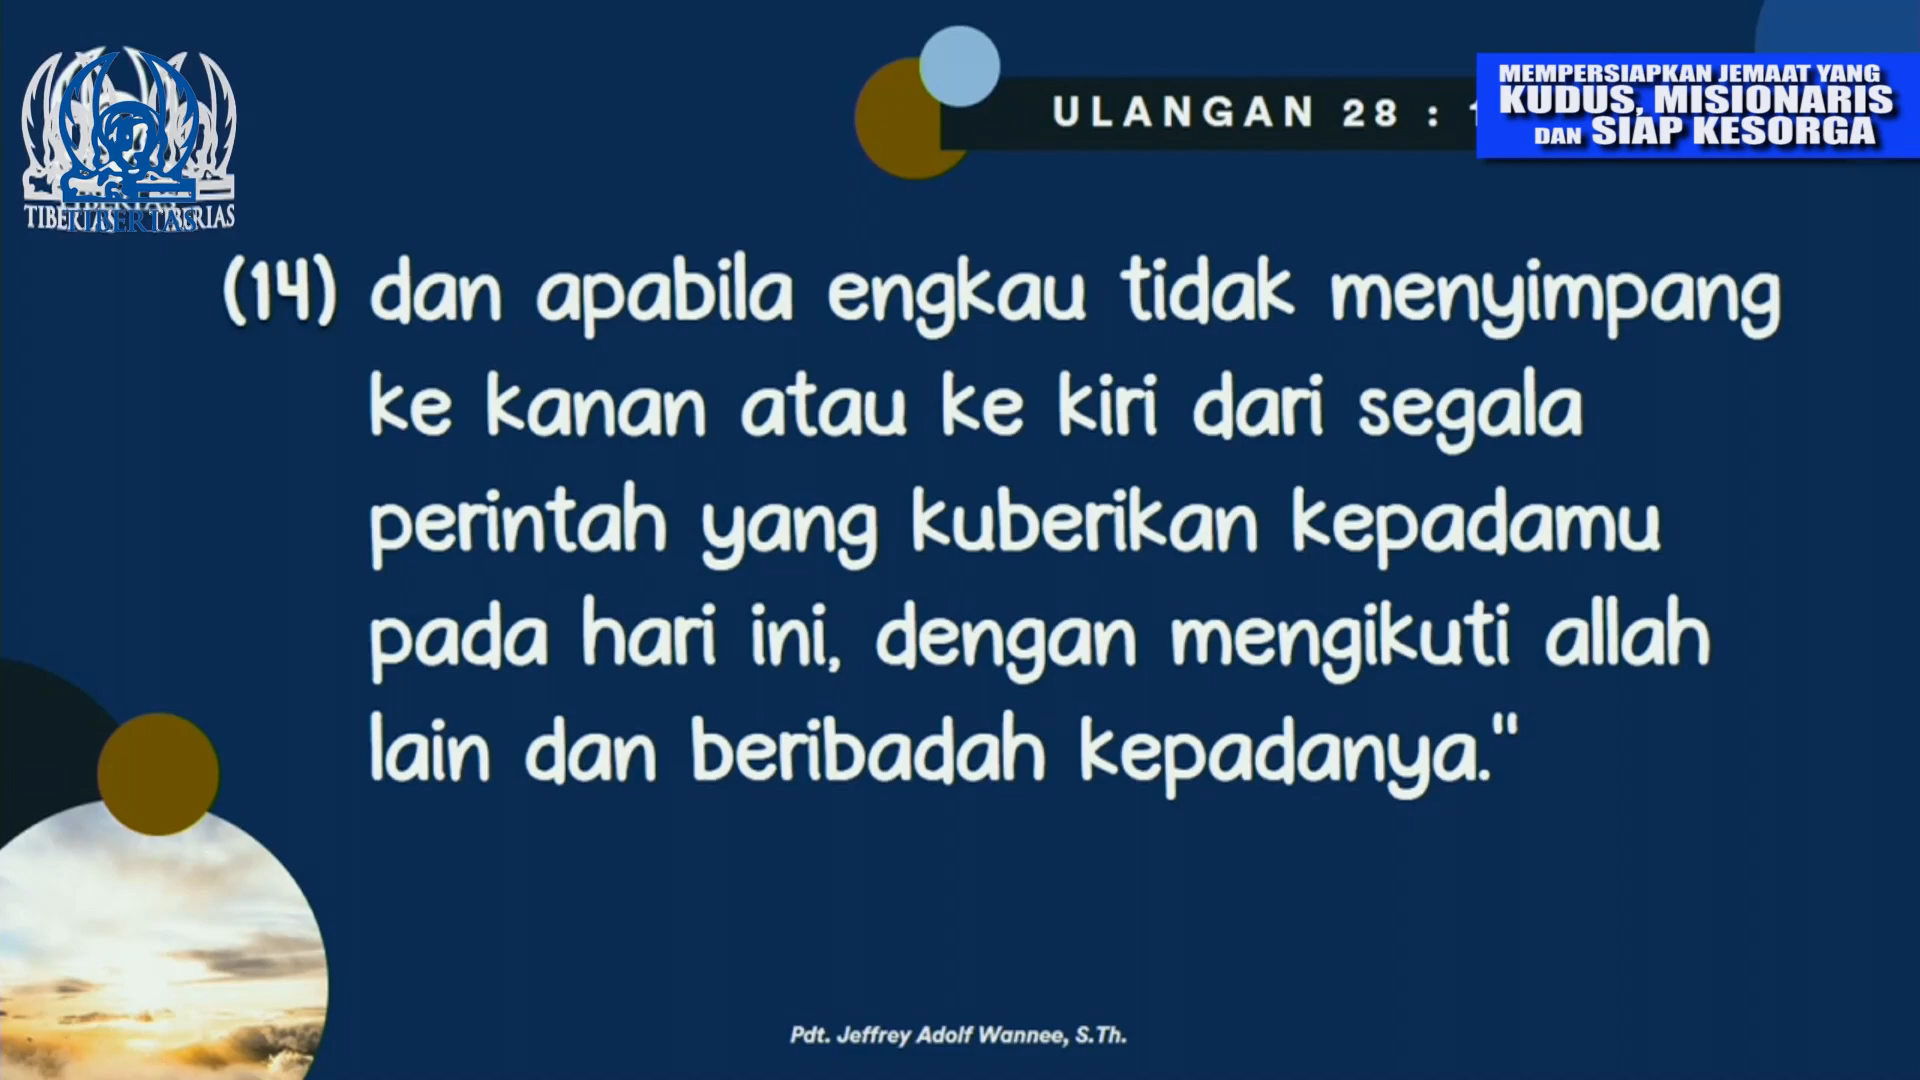 TIBERIAS
ULANGAN 28 :
MEMPERSIAPKAN JEMAAT YANG
KUDUS, MISIONARIS
DAN SIAP KESORGA
(14) dan apabila engkau tidak menyimpang
ke kanan atau ke kiri dari segala
perintah yang kuberikan kepadamu
pada hari ini, dengan mengikuti allah
lain dan beribadah kepadanya."
Pdt. Jeffrey Adolf Wannee, S.Th.